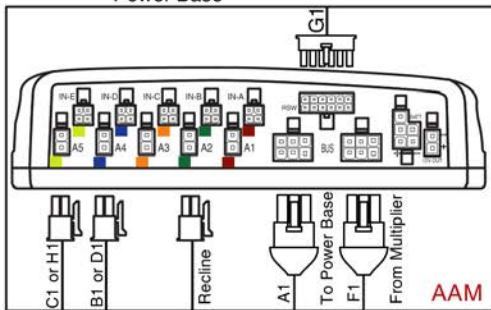 Power Base
G1
IN-E IN-D IN-C IN-B IN-A
HSW
A5 A4 A3 A2 A1
BUS
C1 or H1
B1 or D1
Recline
A1
To Power Base
F1
From Multiplier
AAM